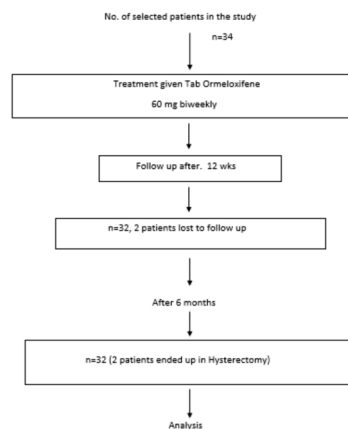 No. of selected patients in the study
n=34
Treatment given Tab Ormeloxifene
60 mg biweekly
Follow up after. 12 wks
n=32, 2 patients lost to follow up
After 6 months
n=32 (2 patients ended up in Hysterectomy)
Analysis